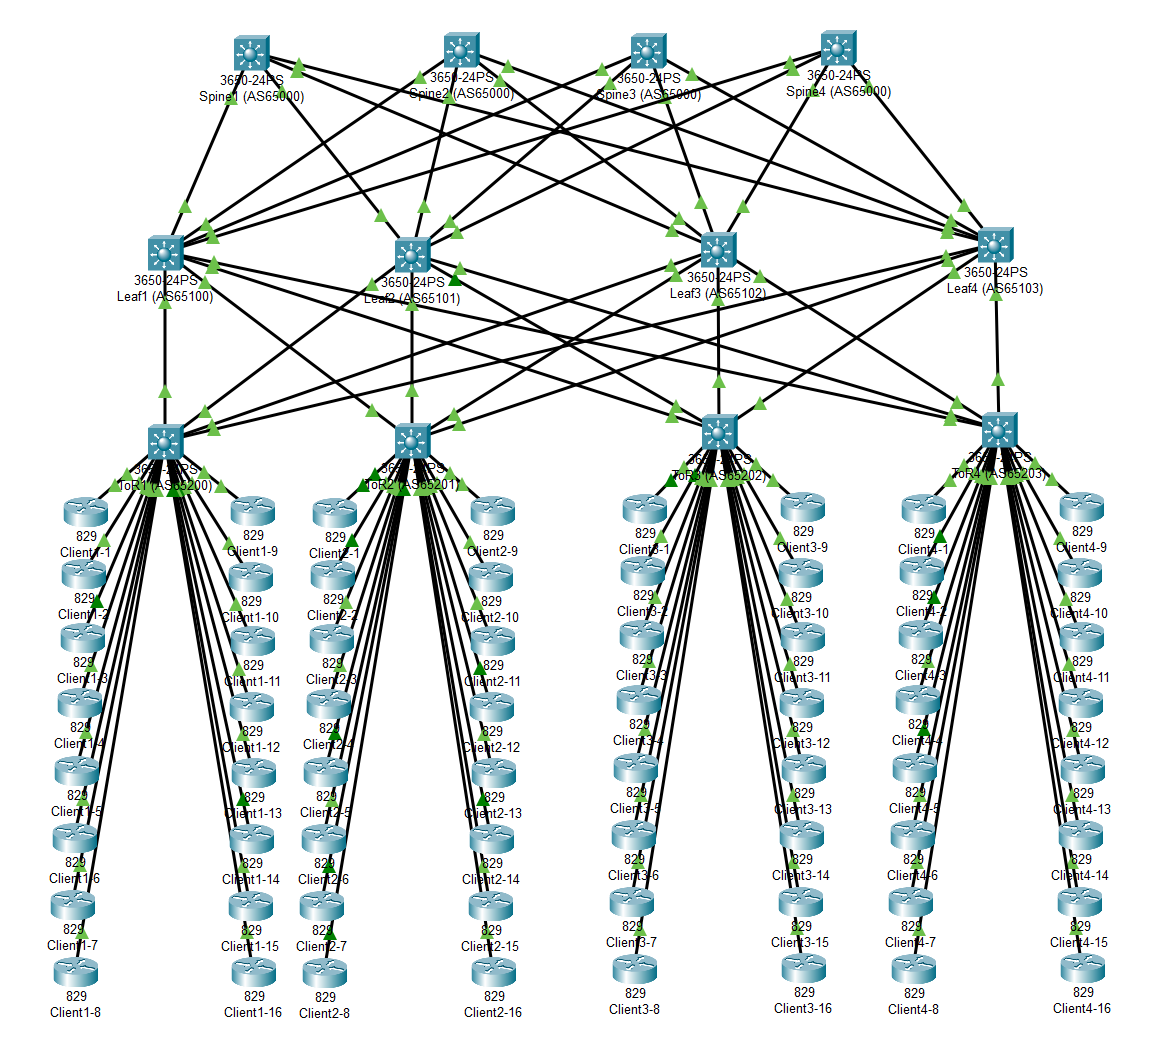 3650-24PS
Spine1 (AS65000)
3650-24PS
Spine2 (AS65000)
3650-24PS
Spine3 (AS65000)
3650-24PS
Spine4 (AS65000)
3650-24PS
Leaf1 (AS65100)
3650-24PS
Leaf2 (AS65101)
3650-24PS
Leaf3 (AS65102)
3650-24PS
Leaf4 (AS65103)
3650-24PS
ToR1 (AS65200)
3650-24PS
ToR2 (AS65201)
3650-24PS
ToR3 (AS65202)
3650-24PS
ToR4 (AS65203)
829
Client1-1
829
Client1-2
829
Client1-3
829
Client1-4
829
Client1-5
829
Client1-6
829
Client1-7
829
Client1-8
829
Client1-9
829
Client1-10
829
Client1-11
829
Client1-12
829
Client1-13
829
Client1-14
829
Client1-15
829
Client1-16
829
Client2-1
829
Client2-2
829
Client2-3
829
Client2-4
829
Client2-5
829
Client2-6
829
Client2-7
829
Client2-8
829
Client2-9
829
Client2-10
829
Client2-11
829
Client2-12
829
Client2-13
829
Client2-14
829
Client2-15
829
Client2-16
829
Client3-1
829
Client3-2
829
Client3-3
829
Client3-4
829
Client3-5
829
Client3-6
829
Client3-7
829
Client3-8
829
Client3-9
829
Client3-10
829
Client3-11
829
Client3-12
829
Client3-13
829
Client3-14
829
Client3-15
829
Client3-16
829
Client4-1
829
Client4-2
829
Client4-3
829
Client4-4
829
Client4-5
829
Client4-6
829
Client4-7
829
Client4-8
829
Client4-9
829
Client4-10
829
Client4-11
829
Client4-12
829
Client4-13
829
Client4-14
829
Client4-15
829
Client4-16